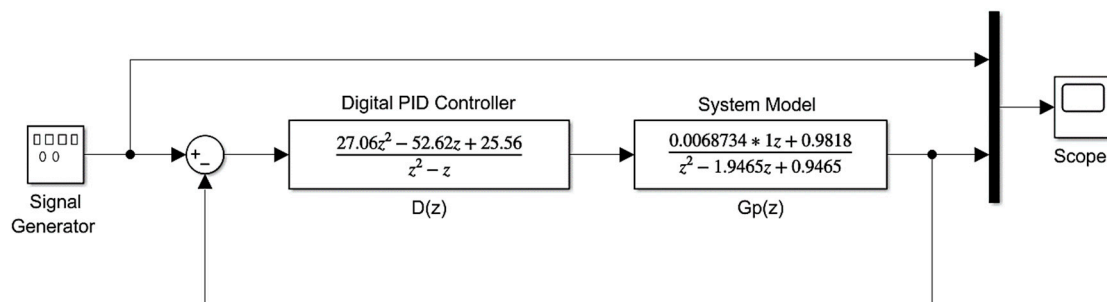 Digital PID Controller
System Model
27.06z² − 52.62z + 25.56
z² − z
0.0068734 * 1z + 0.9818
z² − 1.9465z + 0.9465
+
−
Signal
Generator
D(z)
Gp(z)
Scope